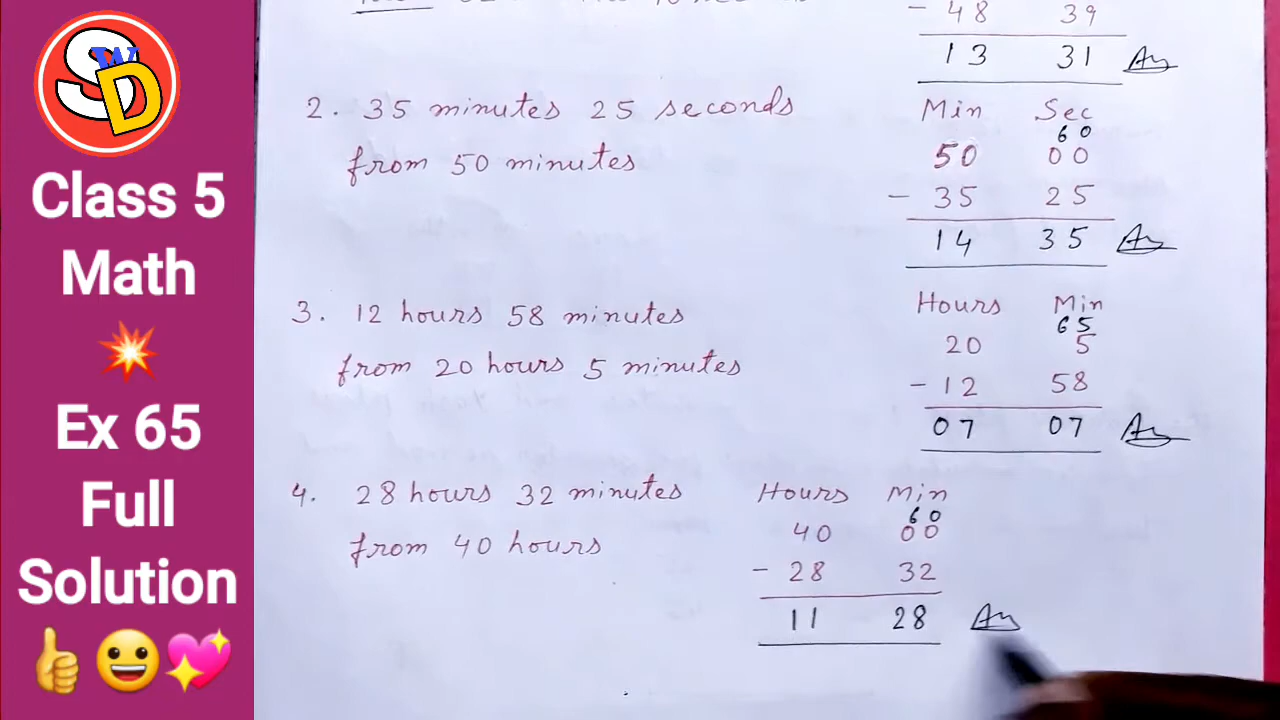 SWD
Class 5
Math
Ex 65
Full
Solution
- 48 39
13 31 Ans
2. 35 minutes 25 seconds
from 50 minutes
Min Sec
60
50 00
- 35 25
14 35 Ans
3. 12 hours 58 minutes
from 20 hours 5 minutes
Hours Min
65
20 5
- 12 58
07 07 Ans
4. 28 hours 32 minutes
from 40 hours
Hours Min
60
40 00
- 28 32
11 28 Ans